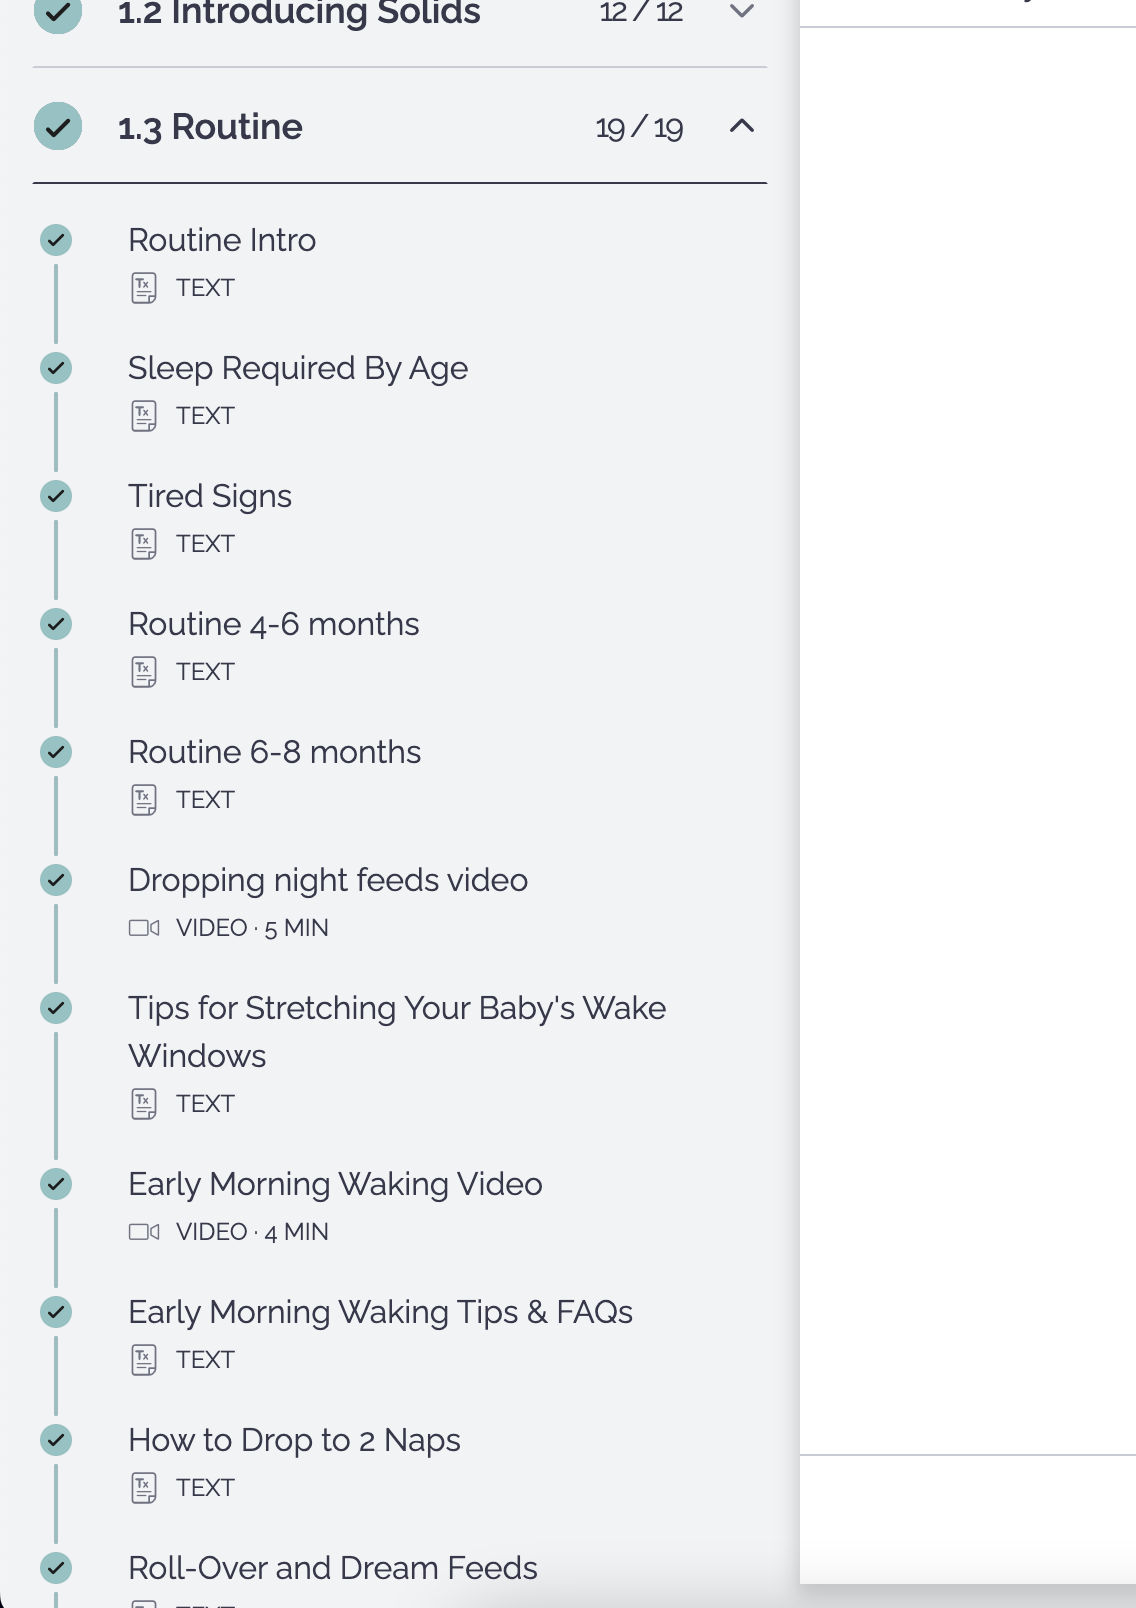 1.2 Introducing Solids 12 / 12
1.3 Routine 19 / 19
Routine Intro
TEXT
Sleep Required By Age
TEXT
Tired Signs
TEXT
Routine 4-6 months
TEXT
Routine 6-8 months
TEXT
Dropping night feeds video
VIDEO · 5 MIN
Tips for Stretching Your Baby's Wake
Windows
TEXT
Early Morning Waking Video
VIDEO · 4 MIN
Early Morning Waking Tips & FAQs
TEXT
How to Drop to 2 Naps
TEXT
Roll-Over and Dream Feeds